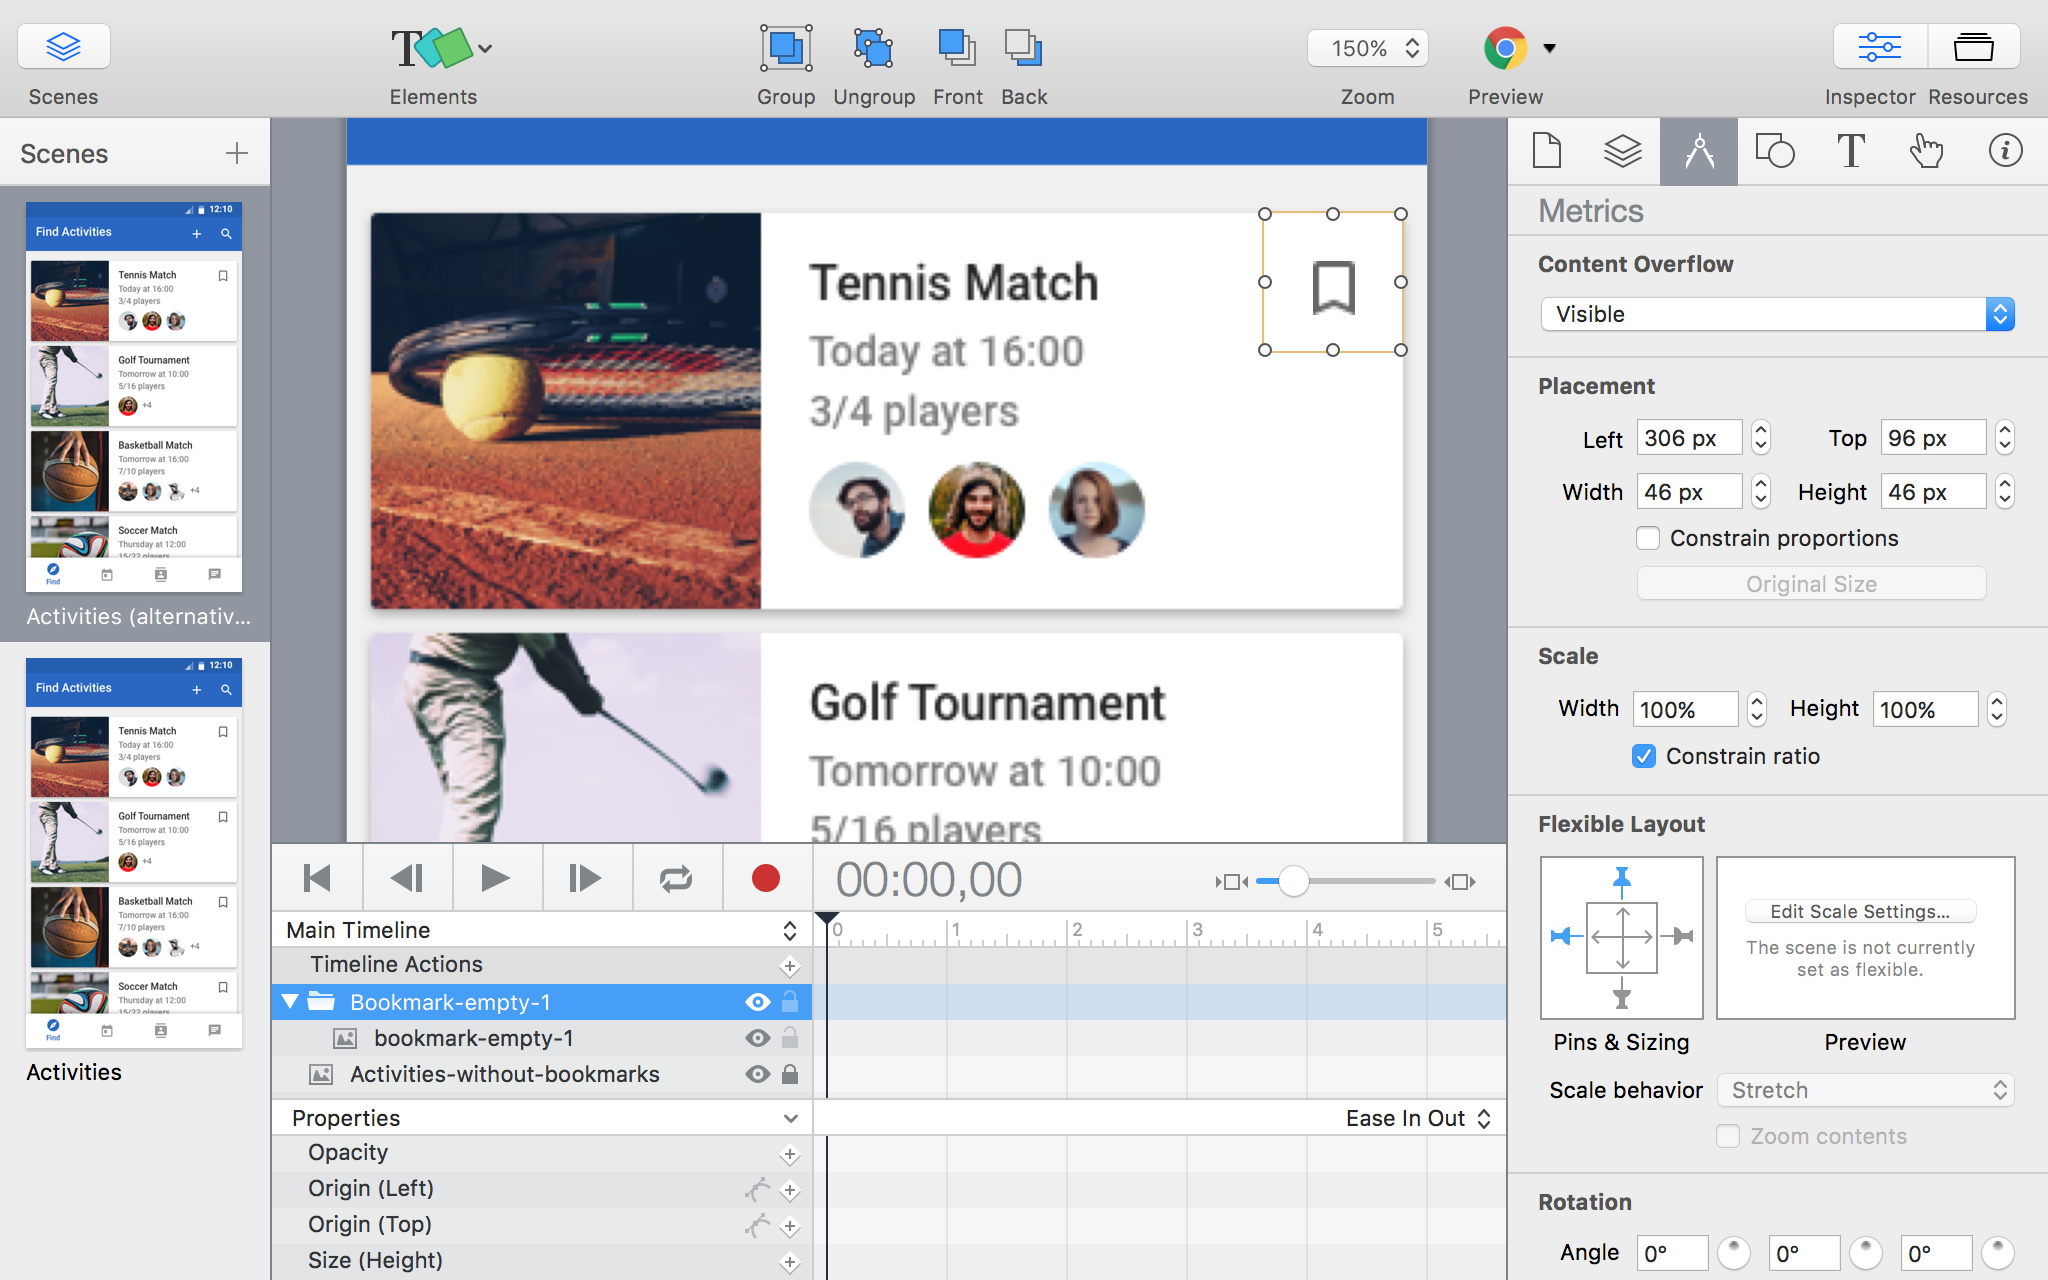 Scenes
Elements
Group
Ungroup
Front
Back
150%
Zoom
Preview
Inspector
Resources
Scenes
12:10
Find Activities
Tennis Match
Today at 16:00
3/4 players
Golf Tournament
Tomorrow at 10:00
5/16 players
+4
Basketball Match
Tomorrow at 16:00
7/10 players
+4
Soccer Match
Thursday at 12:00
15/22 players
Find
Activities (alternativ...
12:10
Find Activities
Tennis Match
Today at 16:00
3/4 players
Golf Tournament
Tomorrow at 10:00
5/16 players
+4
Basketball Match
Tomorrow at 16:00
7/10 players
+4
Soccer Match
Thursday at 12:00
15/22 players
Find
Activities
Tennis Match
Today at 16:00
3/4 players
Golf Tournament
Tomorrow at 10:00
5/16 players
00:00,00
Main Timeline
0 1 2 3 4 5
Timeline Actions
Bookmark-empty-1
bookmark-empty-1
Activities-without-bookmarks
Properties
Ease In Out
Opacity
Origin (Left)
Origin (Top)
Size (Height)
Metrics
Content Overflow
Visible
Placement
Left 306 px Top 96 px
Width 46 px Height 46 px
Constrain proportions
Original Size
Scale
Width 100% Height 100%
Constrain ratio
Flexible Layout
Edit Scale Settings...
The scene is not currently
set as flexible.
Pins & Sizing
Preview
Scale behavior Stretch
Zoom contents
Rotation
Angle 0° 0° 0°